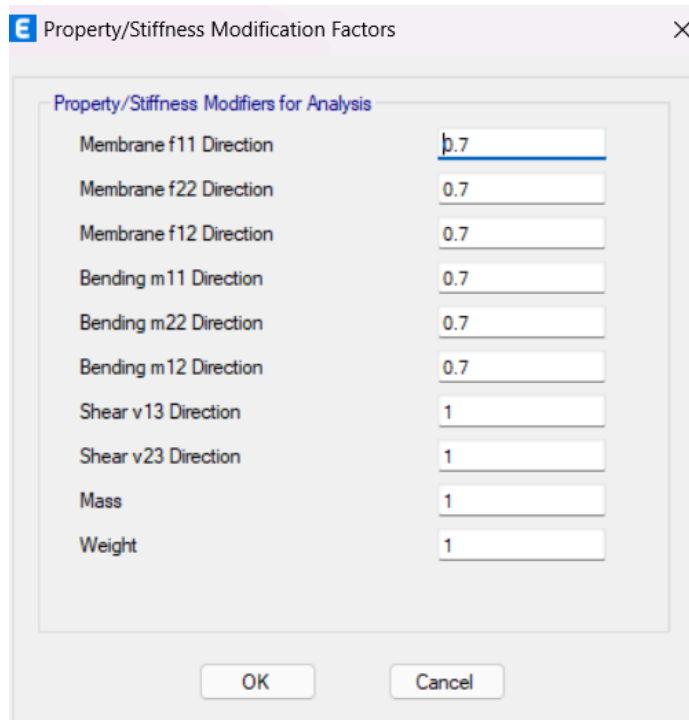 E Property/Stiffness Modification Factors
Property/Stiffness Modifiers for Analysis
Membrane f11 Direction 0.7
Membrane f22 Direction 0.7
Membrane f12 Direction 0.7
Bending m11 Direction 0.7
Bending m22 Direction 0.7
Bending m12 Direction 0.7
Shear v13 Direction 1
Shear v23 Direction 1
Mass 1
Weight 1
OK Cancel